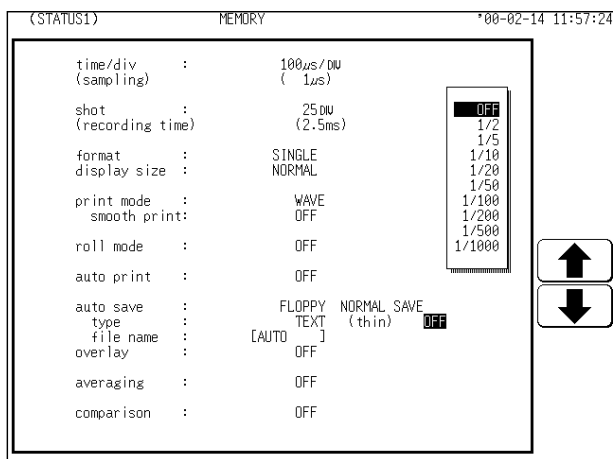 (STATUS1) MEMORY '00-02-14 11:57:24
time/div : 100µs/DIV
(sampling) ( 1µs)
shot : 25DIV
(recording time) (2.5ms)
format : SINGLE
display size : NORMAL
print mode : WAVE
smooth print: OFF
roll mode : OFF
auto print : OFF
auto save : FLOPPY NORMAL SAVE
type : TEXT (thin) OFF
file name : [AUTO ]
overlay : OFF
averaging : OFF
comparison : OFF
OFF
1/2
1/5
1/10
1/20
1/50
1/100
1/200
1/500
1/1000